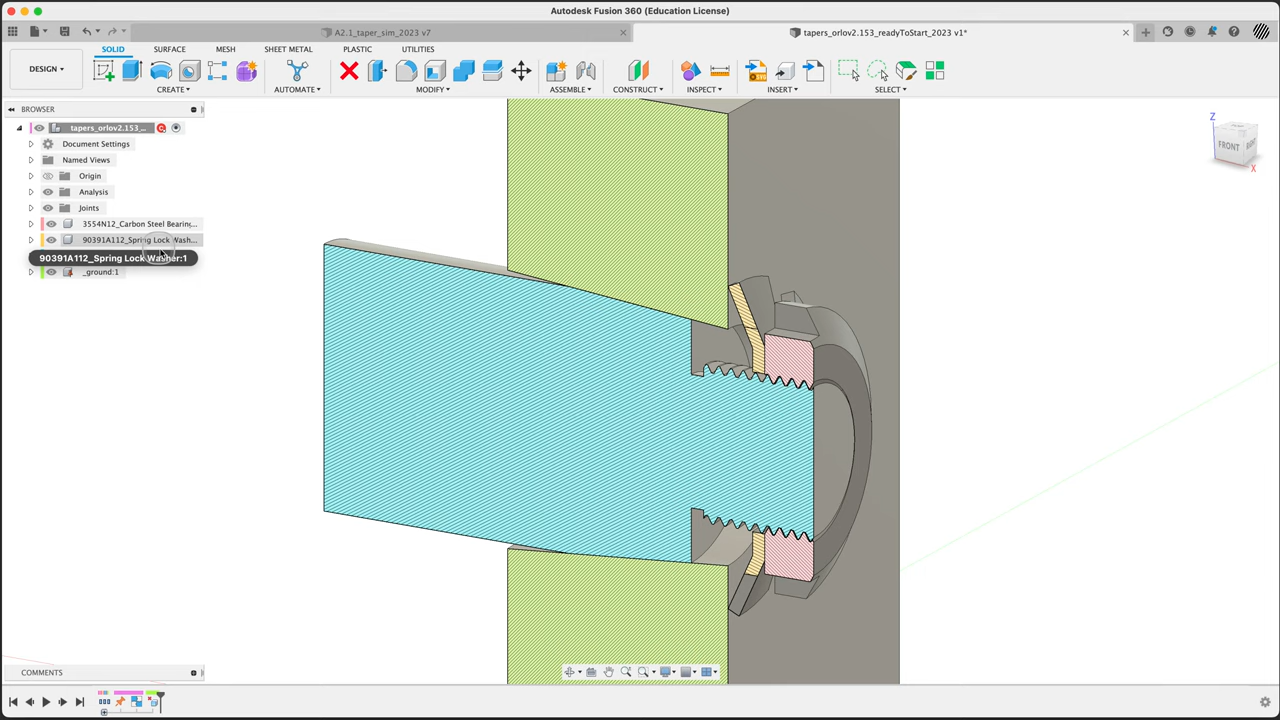 Autodesk Fusion 360 (Education License)
A2.1_taper_sim_2023 v7
tapers_orlov2.153_readyToStart_2023 v1*
SOLID SURFACE MESH SHEET METAL PLASTIC UTILITIES
DESIGN
CREATE AUTOMATE MODIFY ASSEMBLE CONSTRUCT INSPECT INSERT SELECT
BROWSER
tapers_orlov2.153_...
Document Settings
Named Views
Origin
Analysis
Joints
3554N12_Carbon Steel Bearing...
90391A112_Spring Lock Wash...
90391A112_Spring Lock Washer:1
_ground:1
Z
FRONT
X
COMMENTS